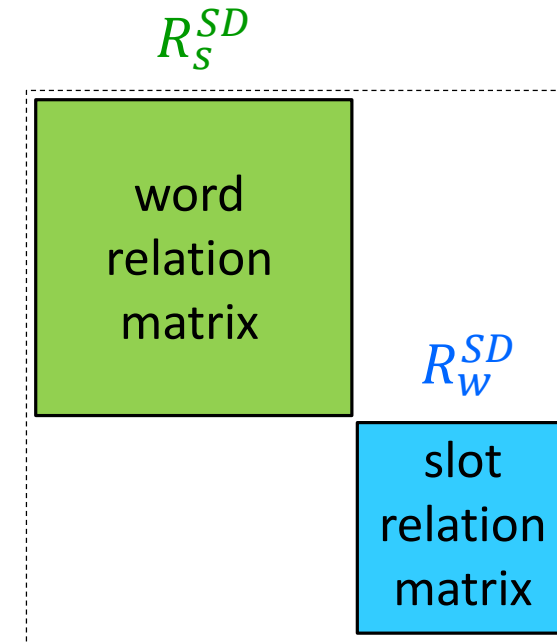 R_s^{SD}
word
relation
matrix
R_w^{SD}
slot
relation
matrix